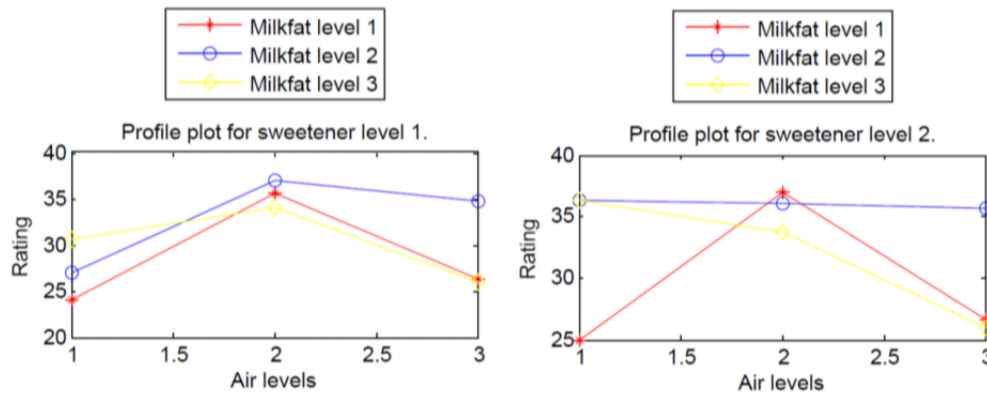 Milkfat level 1
Milkfat level 2
Milkfat level 3
Profile plot for sweetener level 1.
40
35
30
25
20
Rating
1 1.5 2 2.5 3
Air levels
Milkfat level 1
Milkfat level 2
Milkfat level 3
Profile plot for sweetener level 2.
40
35
30
25
Rating
1 1.5 2 2.5 3
Air levels